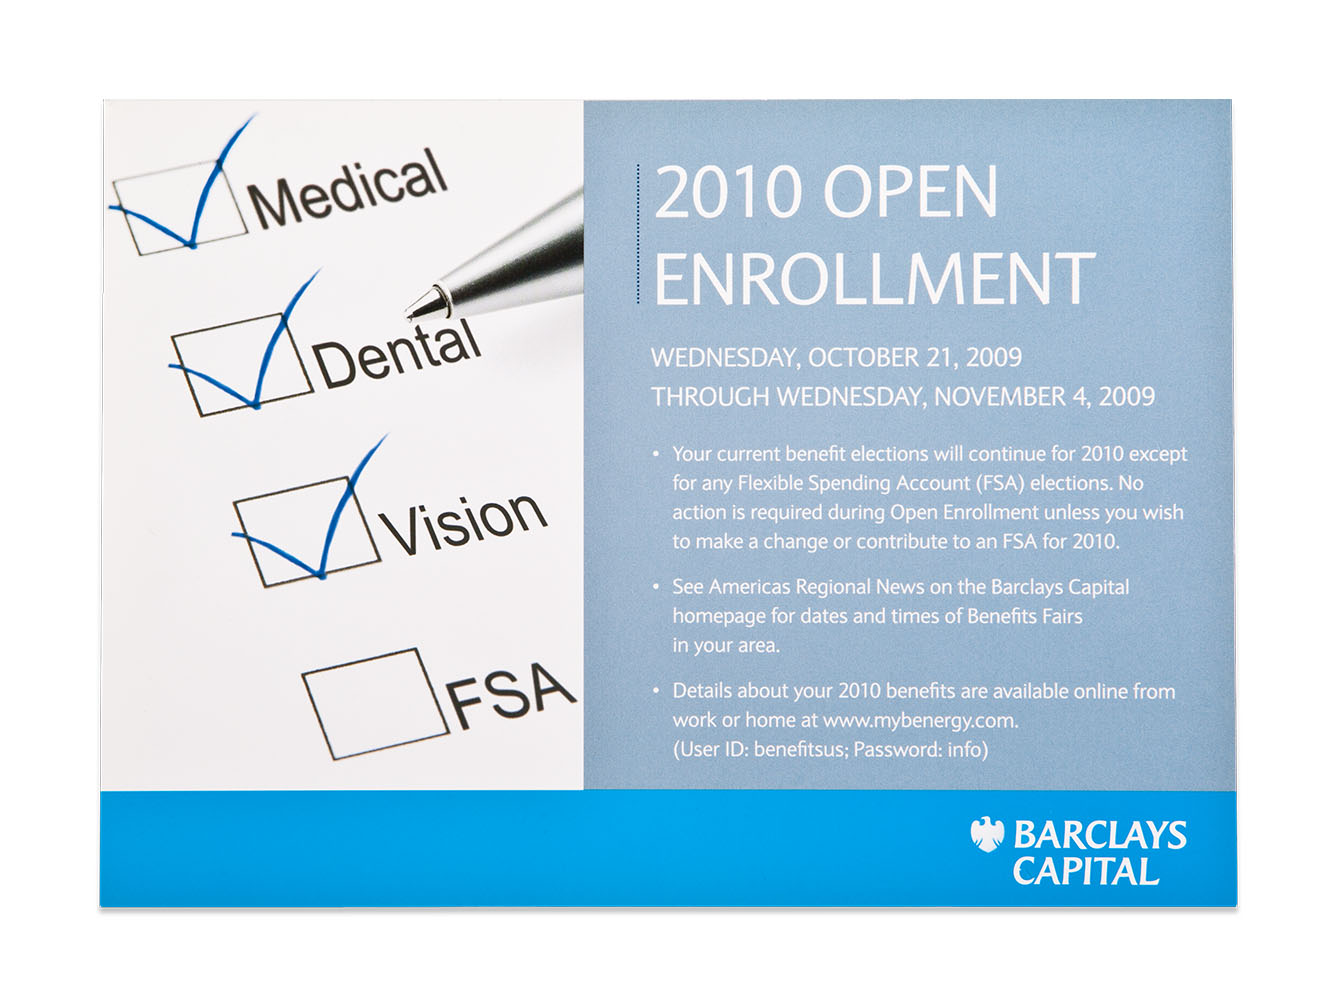 Medical
Dental
Vision
FSA
2010 OPEN
ENROLLMENT
WEDNESDAY, OCTOBER 21, 2009
THROUGH WEDNESDAY, NOVEMBER 4, 2009
• Your current benefit elections will continue for 2010 except
for any Flexible Spending Account (FSA) elections. No
action is required during Open Enrollment unless you wish
to make a change or contribute to an FSA for 2010.
• See Americas Regional News on the Barclays Capital
homepage for dates and times of Benefits Fairs
in your area.
• Details about your 2010 benefits are available online from
work or home at www.mybenergy.com.
(User ID: benefitsus; Password: info)
BARCLAYS
CAPITAL